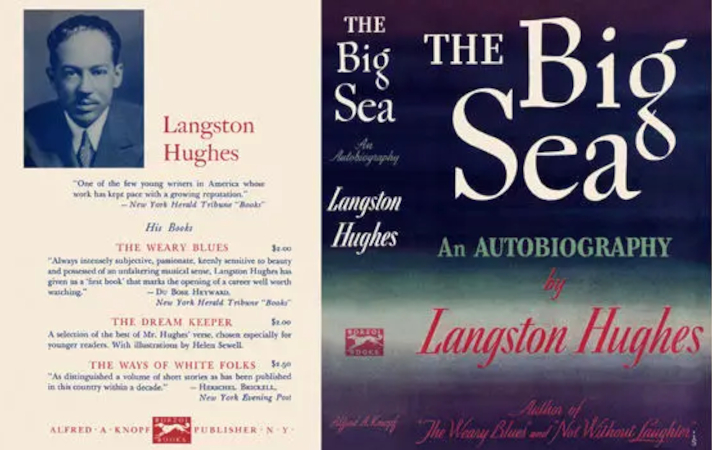 Langston
Hughes
"One of the few young writers in America whose
work has kept pace with a growing reputation."
— New York Herald Tribune "Books"
His Books
THE WEARY BLUES $2.00
"Always intensely subjective, passionate, keenly sensitive to beauty
and possessed of an unfaltering musical sense, Langston Hughes has
given us a 'first book' that marks the opening of a career well worth
watching." — DU BOSE HEYWARD,
New York Herald Tribune "Books"
THE DREAM KEEPER $2.00
A selection of the best of Mr. Hughes' verse, chosen especially for
younger readers. With illustrations by Helen Sewell.
THE WAYS OF WHITE FOLKS $2.50
"As distinguished a volume of short stories as has been published
in this country within a decade." — HERSCHEL BRICKELL,
New York Evening Post
ALFRED · A · KNOPF BORZOI BOOKS PUBLISHER · N · Y ·
THE
Big
Sea
An
Autobiography
Langston
Hughes
BORZOI
BOOKS
Alfred A. Knopf
THE Big
Sea
An AUTOBIOGRAPHY
by
Langston Hughes
Author of
"The Weary Blues" and "Not Without Laughter"